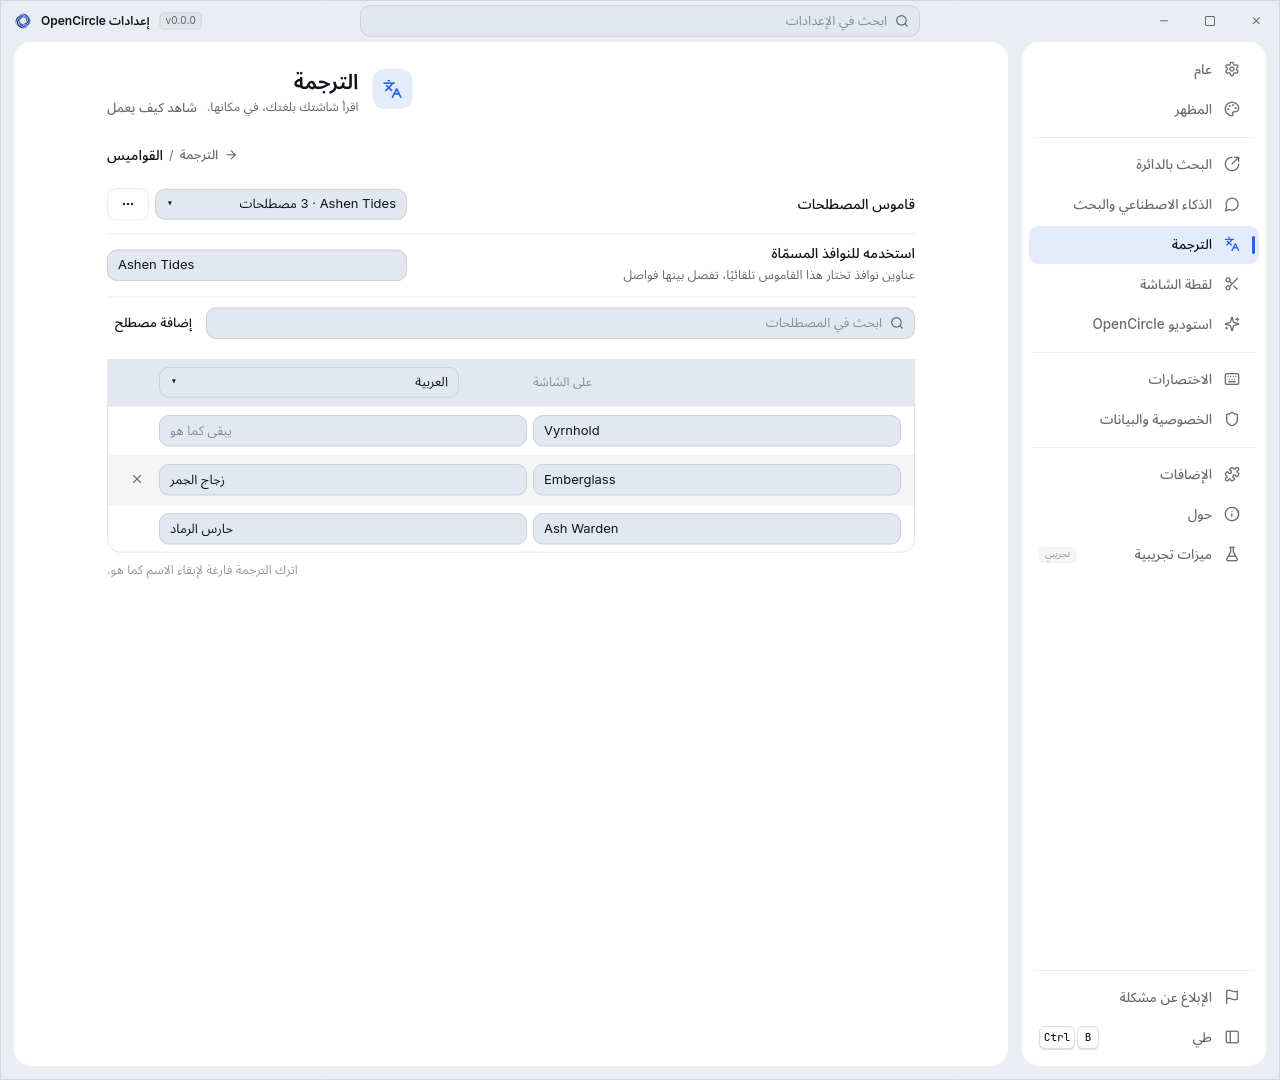 إعدادات OpenCircle v0.0.0
ابحث في الإعدادات
عام
المظهر
البحث بالدائرة
الذكاء الاصطناعي والبحث
الترجمة
لقطة الشاشة
استوديو OpenCircle
الاختصارات
الخصوصية والبيانات
الإضافات
حول
ميزات تجريبية تجريبي
الإبلاغ عن مشكلة
طي Ctrl B
الترجمة
اقرأ شاشتك بلغتك، في مكانها. شاهد كيف يعمل
الترجمة / القواميس
قاموس المصطلحات
Ashen Tides · 3 مصطلحات
استخدمه للنوافذ المسمّاة
عناوين نوافذ تختار هذا القاموس تلقائيًا، تفصل بينها فواصل
Ashen Tides
ابحث في المصطلحات
إضافة مصطلح
على الشاشة العربية
Vyrnhold يبقى كما هو
Emberglass زجاج الجمر
Ash Warden حارس الرماد
اترك الترجمة فارغة لإبقاء الاسم كما هو.